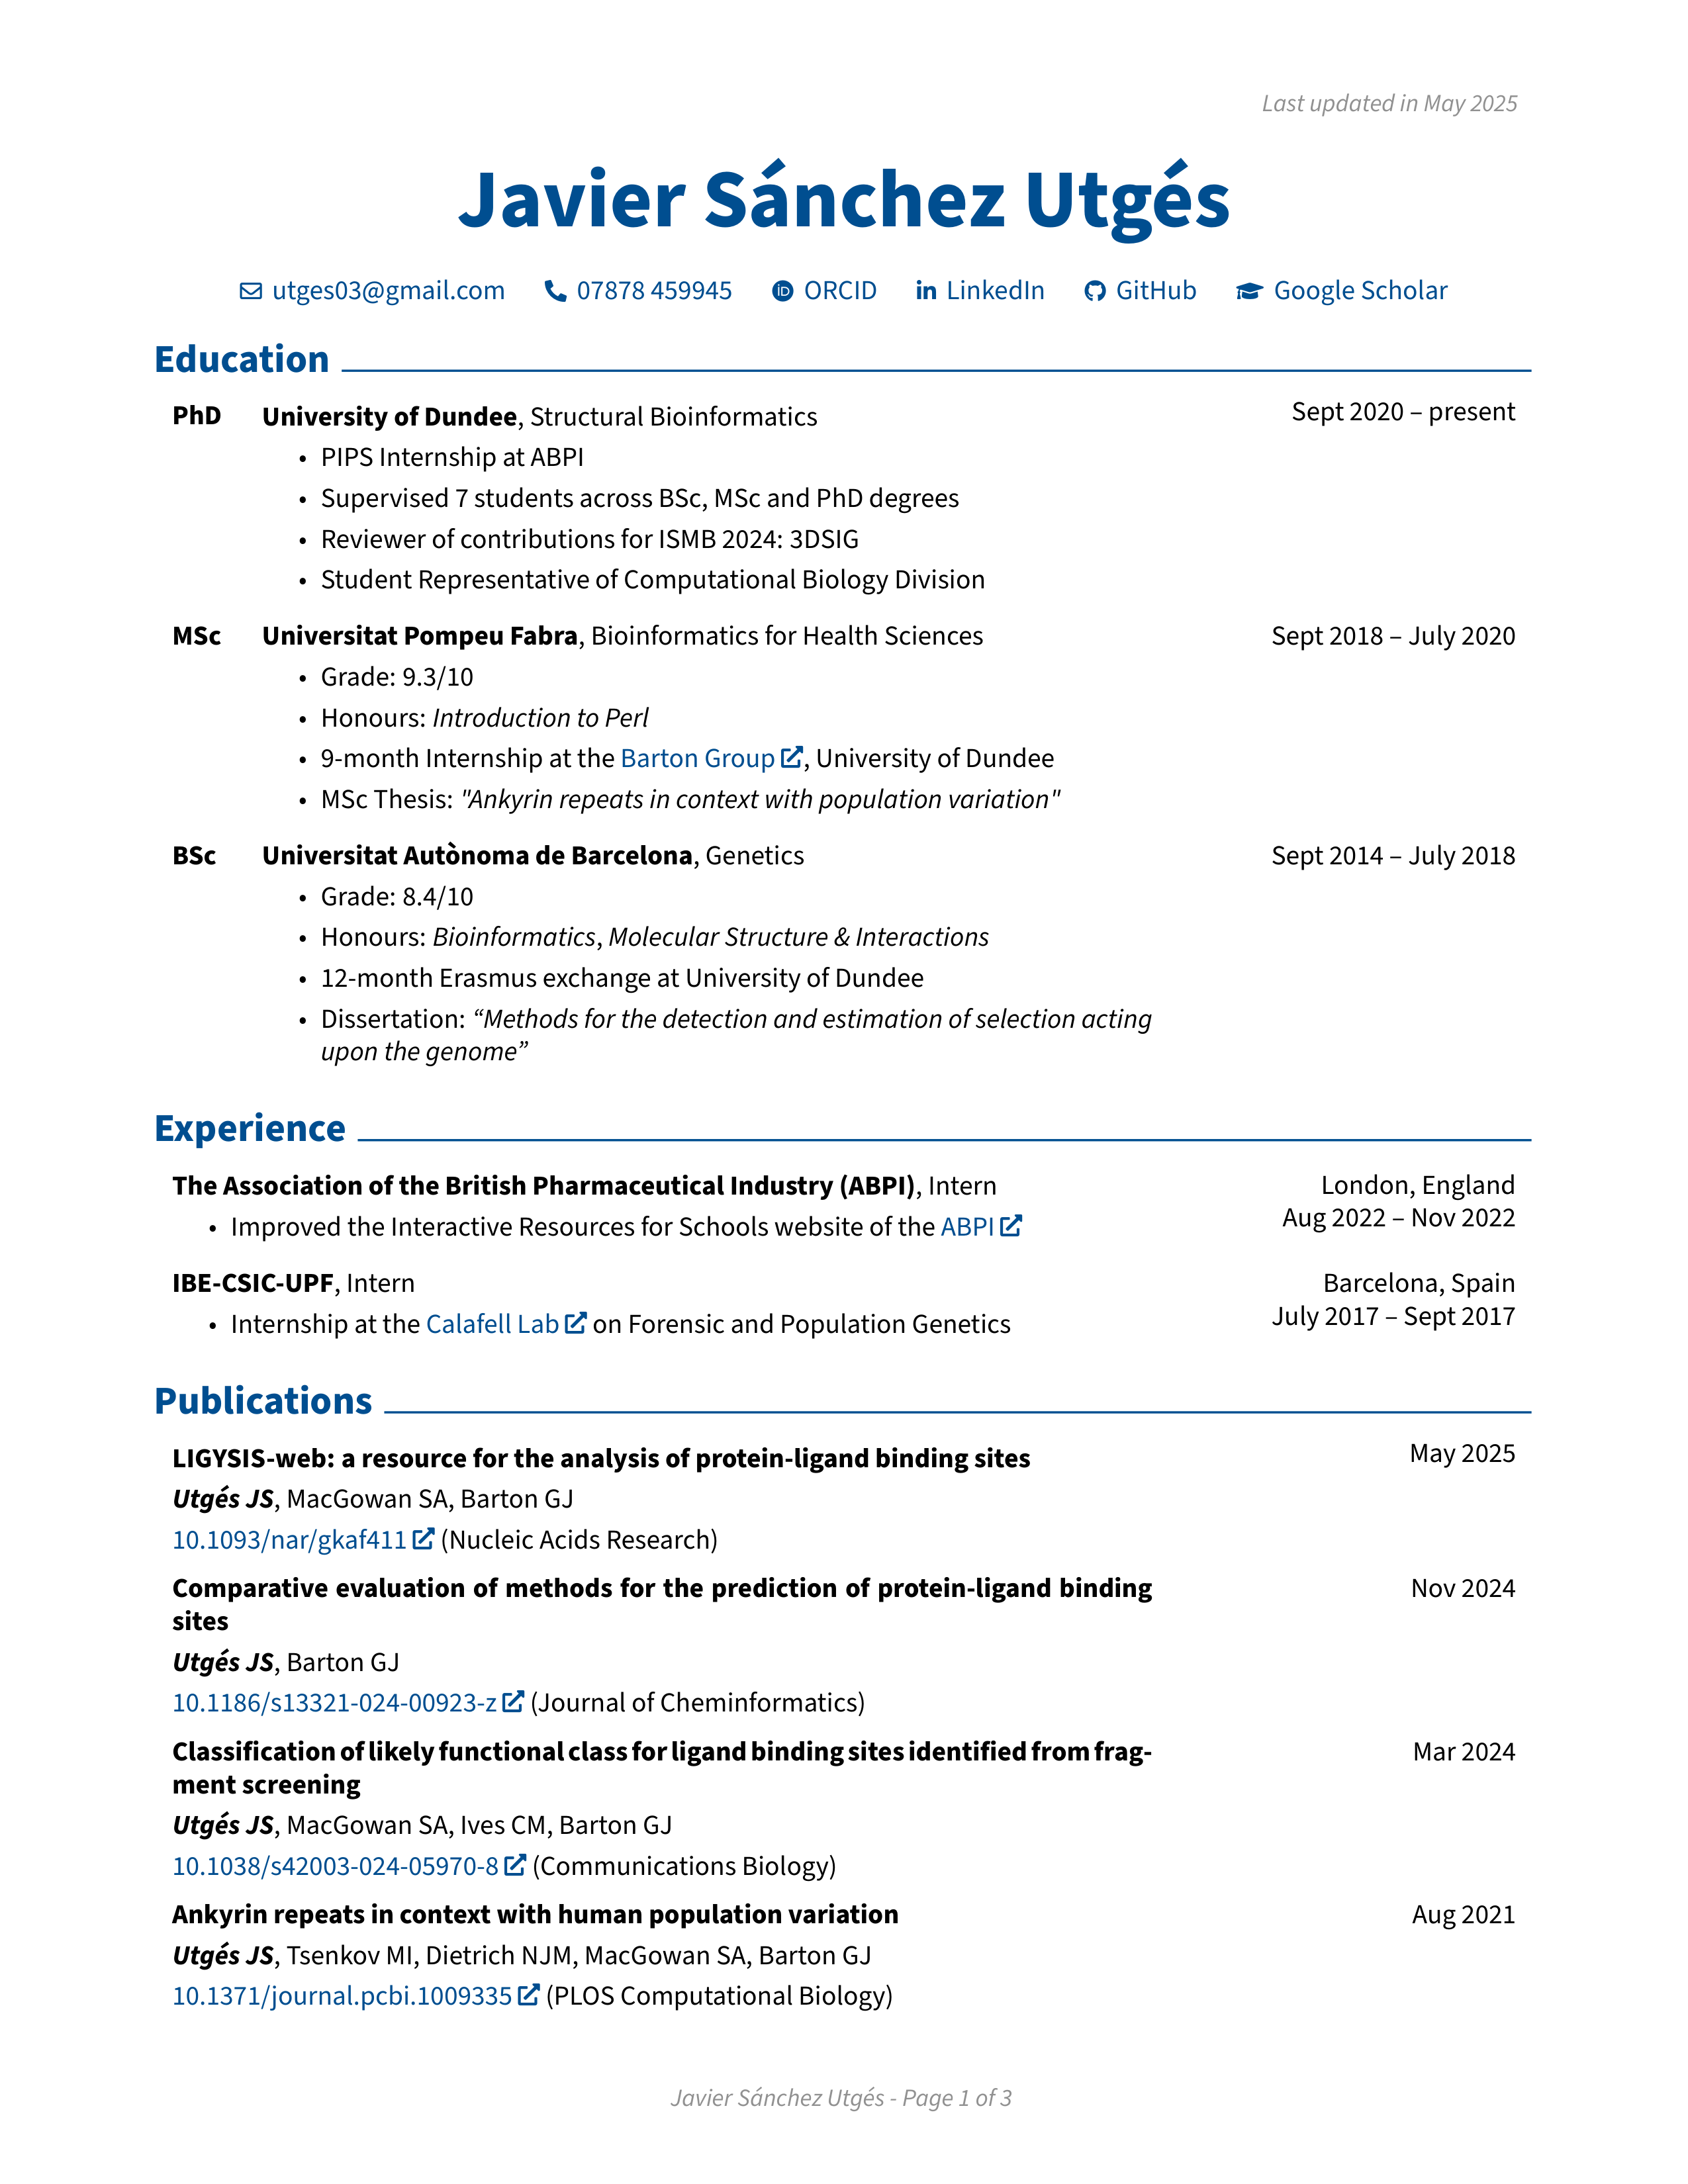 Last updated in May 2025
Javier Sánchez Utgés
utges03@gmail.com 07878 459945 ORCID LinkedIn GitHub Google Scholar
Education
PhD University of Dundee, Structural Bioinformatics Sept 2020 – present
• PIPS Internship at ABPI
• Supervised 7 students across BSc, MSc and PhD degrees
• Reviewer of contributions for ISMB 2024: 3DSIG
• Student Representative of Computational Biology Division
MSc Universitat Pompeu Fabra, Bioinformatics for Health Sciences Sept 2018 – July 2020
• Grade: 9.3/10
• Honours: Introduction to Perl
• 9-month Internship at the Barton Group, University of Dundee
• MSc Thesis: "Ankyrin repeats in context with population variation"
BSc Universitat Autònoma de Barcelona, Genetics Sept 2014 – July 2018
• Grade: 8.4/10
• Honours: Bioinformatics, Molecular Structure & Interactions
• 12-month Erasmus exchange at University of Dundee
• Dissertation: “Methods for the detection and estimation of selection acting
upon the genome”
Experience
The Association of the British Pharmaceutical Industry (ABPI), Intern London, England
• Improved the Interactive Resources for Schools website of the ABPI Aug 2022 – Nov 2022
IBE-CSIC-UPF, Intern Barcelona, Spain
• Internship at the Calafell Lab on Forensic and Population Genetics July 2017 – Sept 2017
Publications
LIGYSIS-web: a resource for the analysis of protein-ligand binding sites May 2025
Utgés JS, MacGowan SA, Barton GJ
10.1093/nar/gkaf411 (Nucleic Acids Research)
Comparative evaluation of methods for the prediction of protein-ligand binding Nov 2024
sites
Utgés JS, Barton GJ
10.1186/s13321-024-00923-z (Journal of Cheminformatics)
Classification of likely functional class for ligand binding sites identified from frag- Mar 2024
ment screening
Utgés JS, MacGowan SA, Ives CM, Barton GJ
10.1038/s42003-024-05970-8 (Communications Biology)
Ankyrin repeats in context with human population variation Aug 2021
Utgés JS, Tsenkov MI, Dietrich NJM, MacGowan SA, Barton GJ
10.1371/journal.pcbi.1009335 (PLOS Computational Biology)
Javier Sánchez Utgés - Page 1 of 3